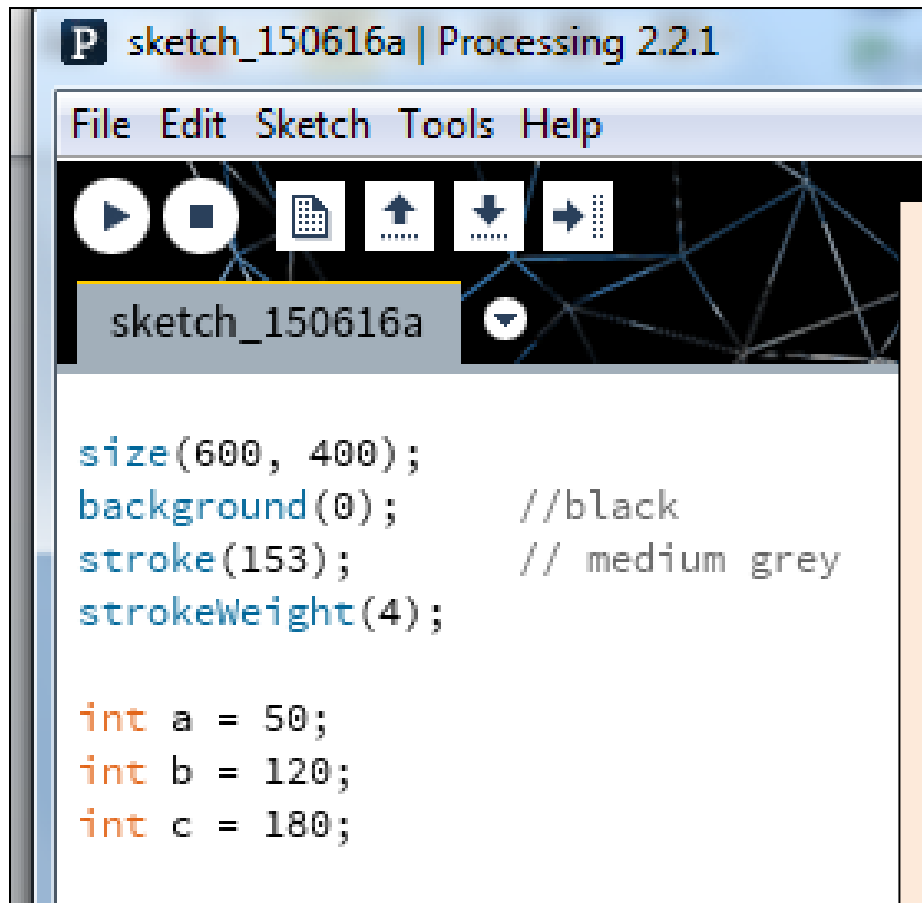 P sketch_150616a | Processing 2.2.1
File Edit Sketch Tools Help
sketch_150616a
size(600, 400);
background(0);      //black
stroke(153);        // medium grey
strokeWeight(4);
int a = 50;
int b = 120;
int c = 180;